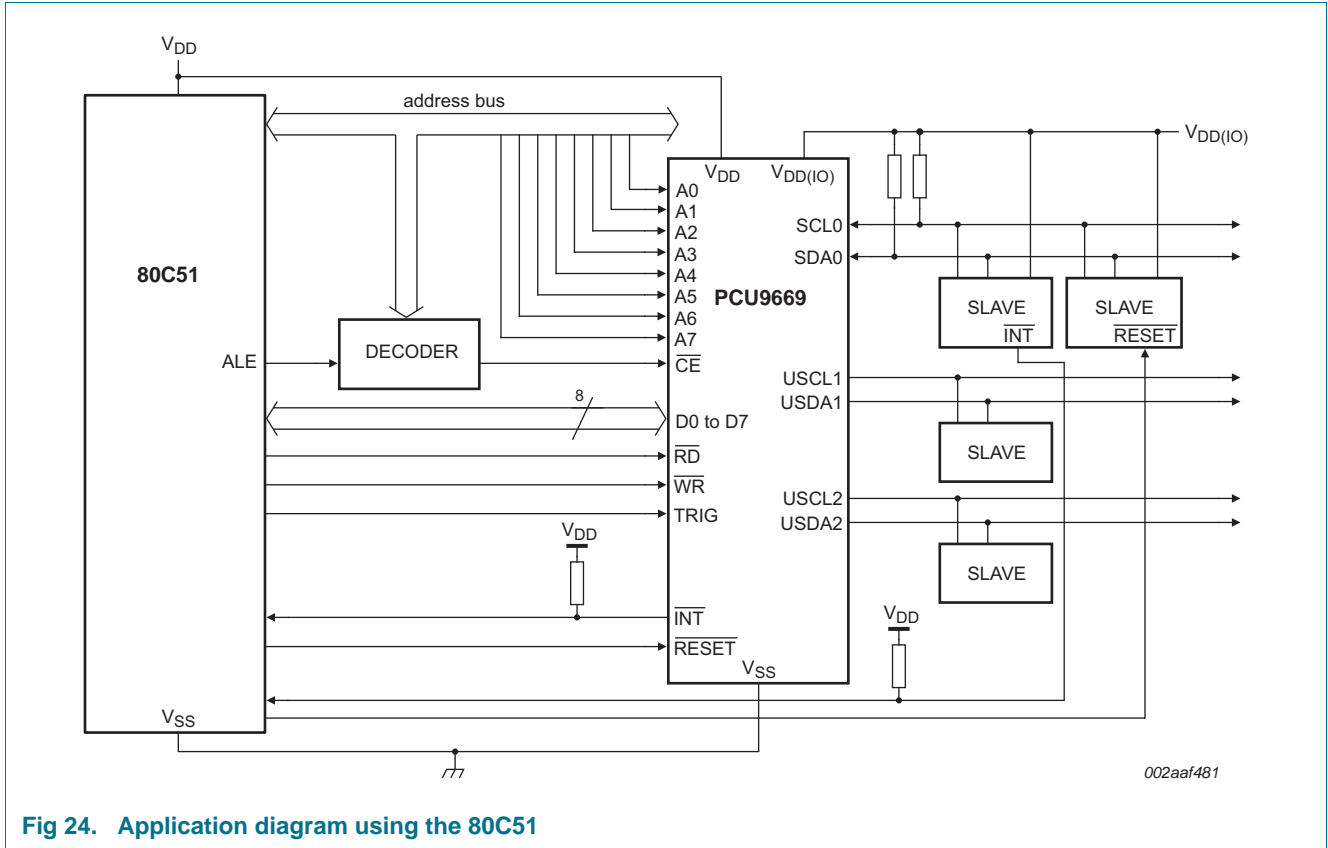 VDD
address bus
VDD(IO)
VDD VDD(IO)
A0
A1
A2
A3
A4
A5
A6
A7
SCL0
SDA0
80C51
PCU9669
SLAVE
INT
SLAVE
RESET
DECODER
ALE
CE
USCL1
USDA1
8
D0 to D7
SLAVE
RD
WR
USCL2
TRIG
USDA2
VDD
SLAVE
INT
VDD
RESET
VSS
VSS
002aaf481
Fig 24. Application diagram using the 80C51